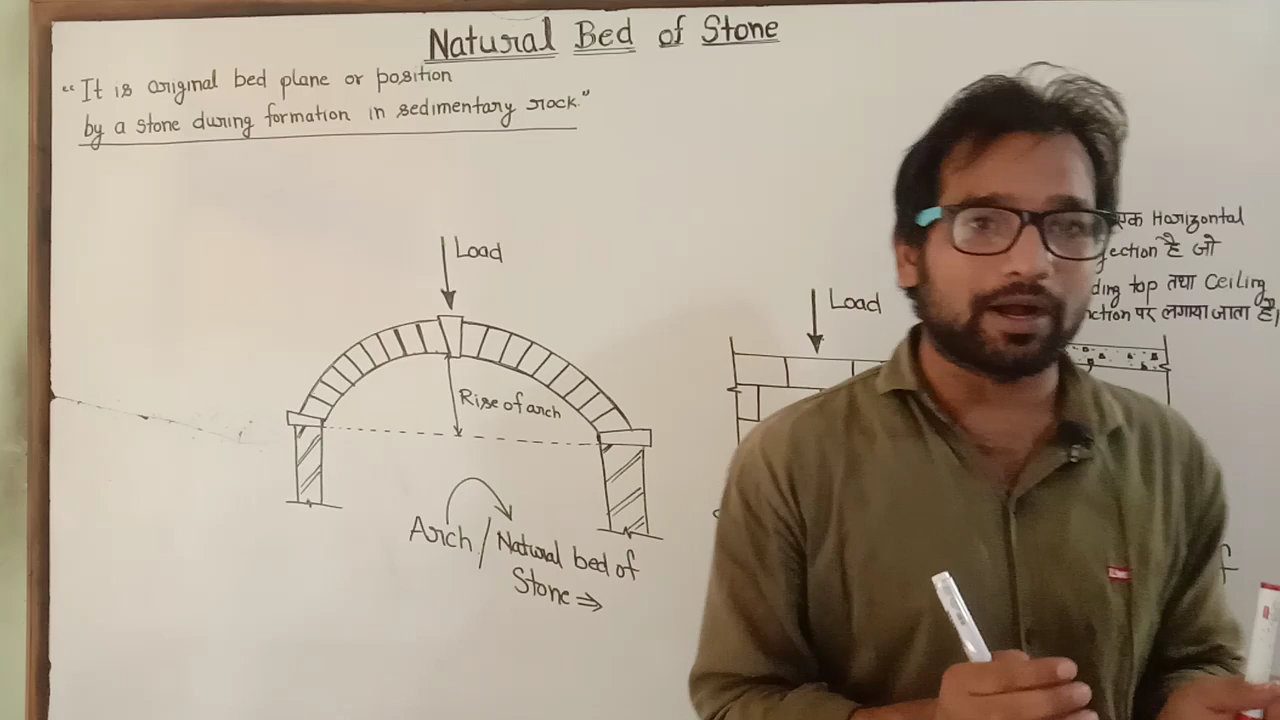 Natural Bed of Stone
"It is original bed plane or position
by a stone during formation in sedimentary rock."
Load
Rise of arch
Arch / Natural bed of
Stone ⇒
Load
एक Horizontal
jection है जो
ding top तथा Ceiling
nction पर लगाया जाता है।